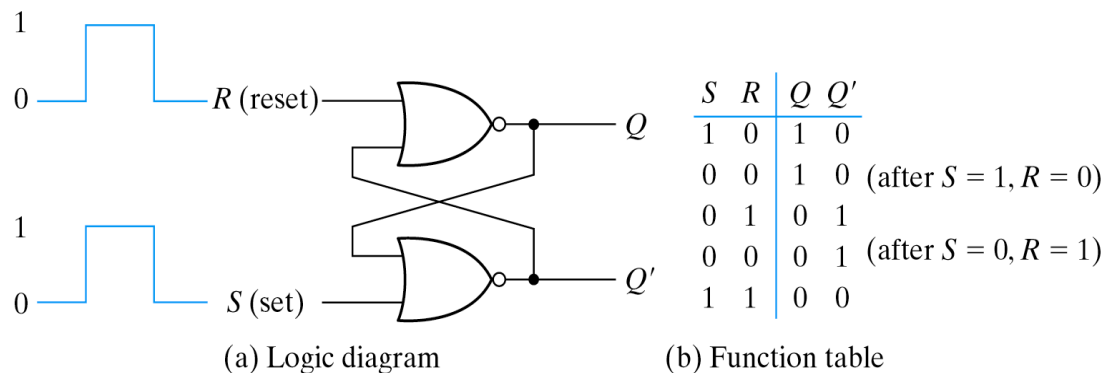 1
0
R (reset)
Q
1
0
S (set)
Q′
(a) Logic diagram
S R Q Q′
1 0 1 0
0 0 1 0 (after S = 1, R = 0)
0 1 0 1
0 0 0 1 (after S = 0, R = 1)
1 1 0 0
(b) Function table